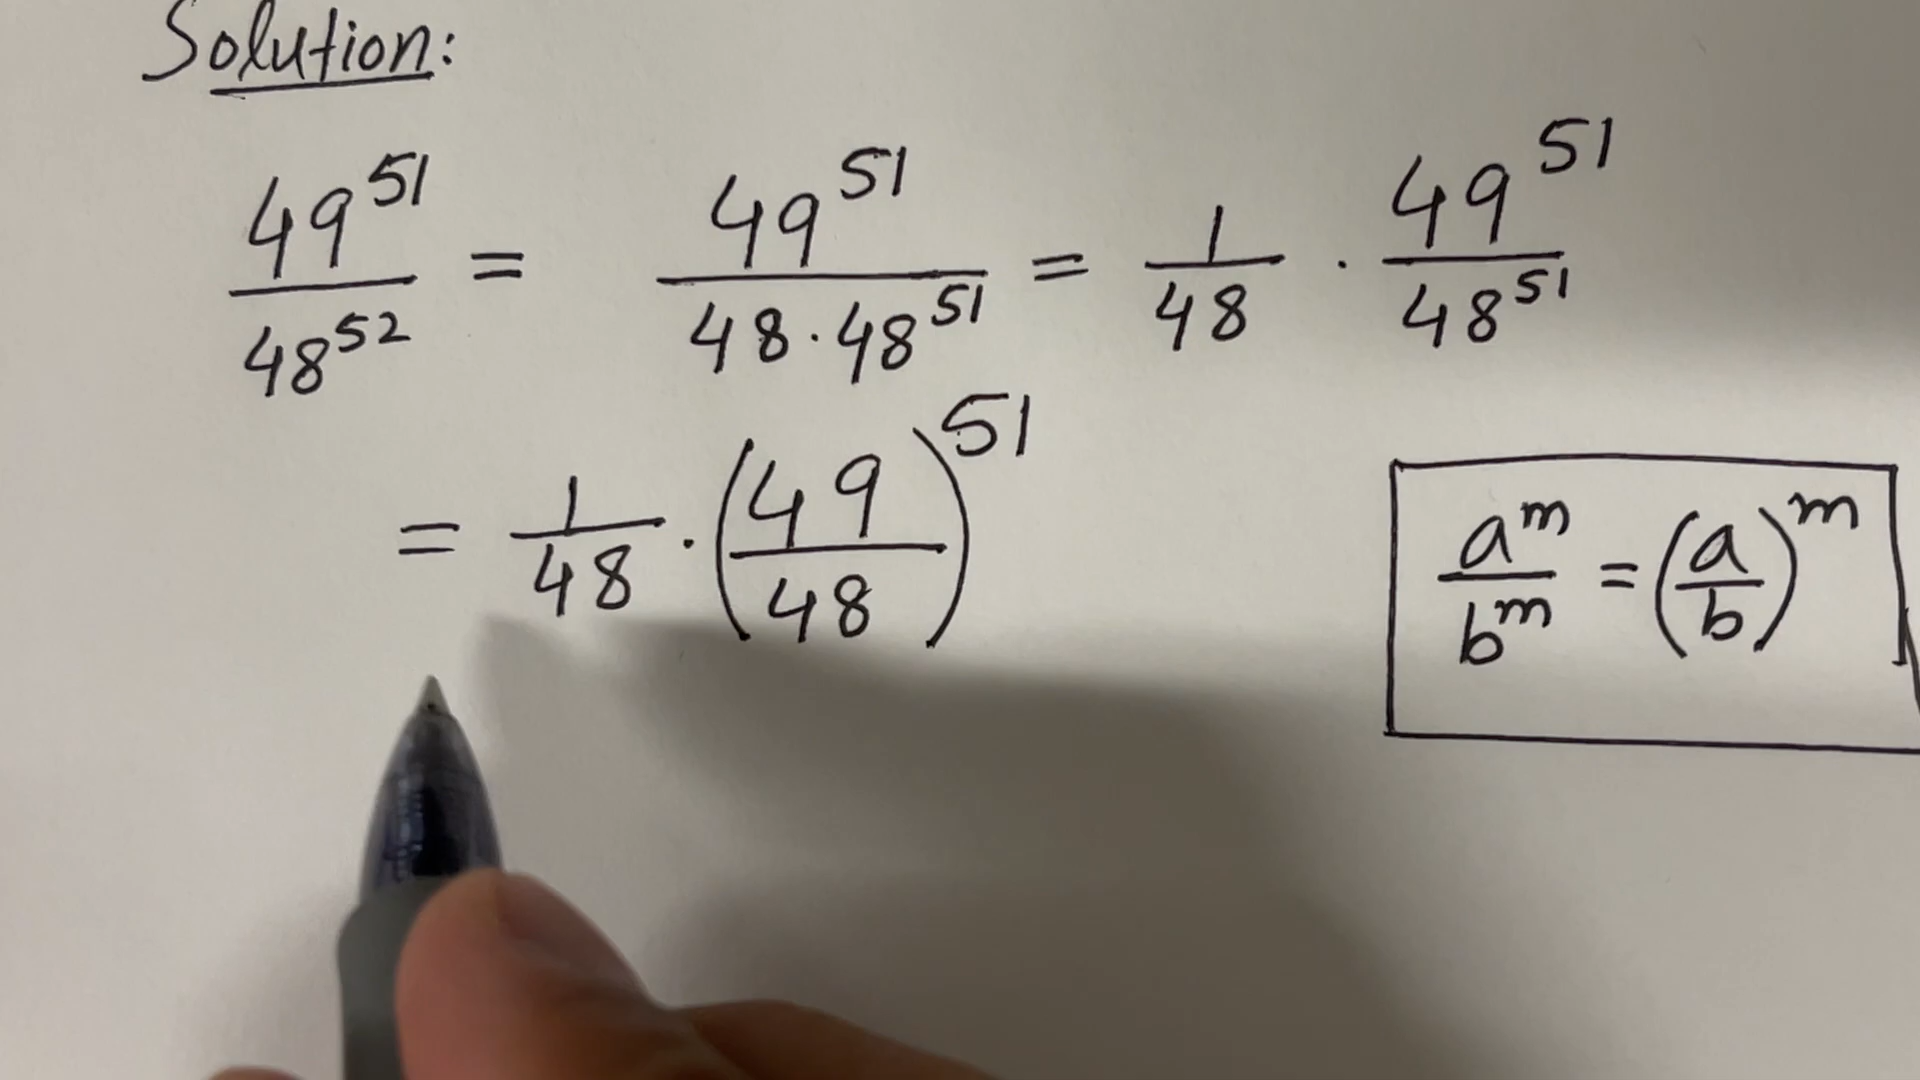 Solution:
49^51 / 48^52 = 49^51 / (48 · 48^51) = 1/48 · 49^51 / 48^51
= 1/48 · (49/48)^51
a^m / b^m = (a/b)^m